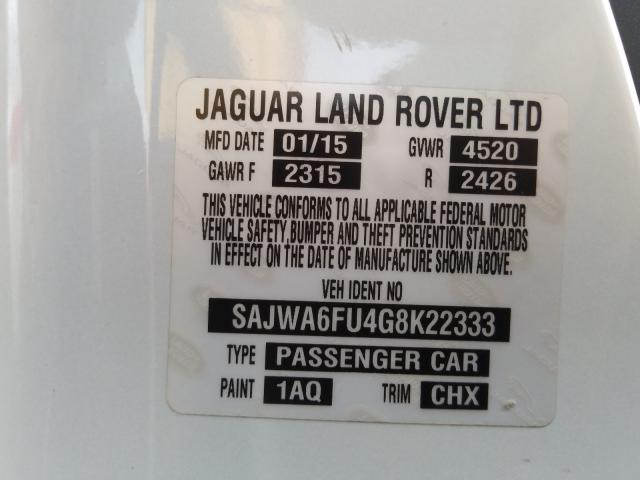 JAGUAR LAND ROVER LTD
MFD DATE 01/15 GVWR 4520
GAWR F 2315 R 2426
THIS VEHICLE CONFORMS TO ALL APPLICABLE FEDERAL MOTOR
VEHICLE SAFETY,BUMPER AND THEFT PREVENTION STANDARDS
IN EFFECT ON THE DATE OF MANUFACTURE SHOWN ABOVE.
VEH IDENT NO
SAJWA6FU4G8K22333
TYPE PASSENGER CAR
PAINT 1AQ TRIM CHX